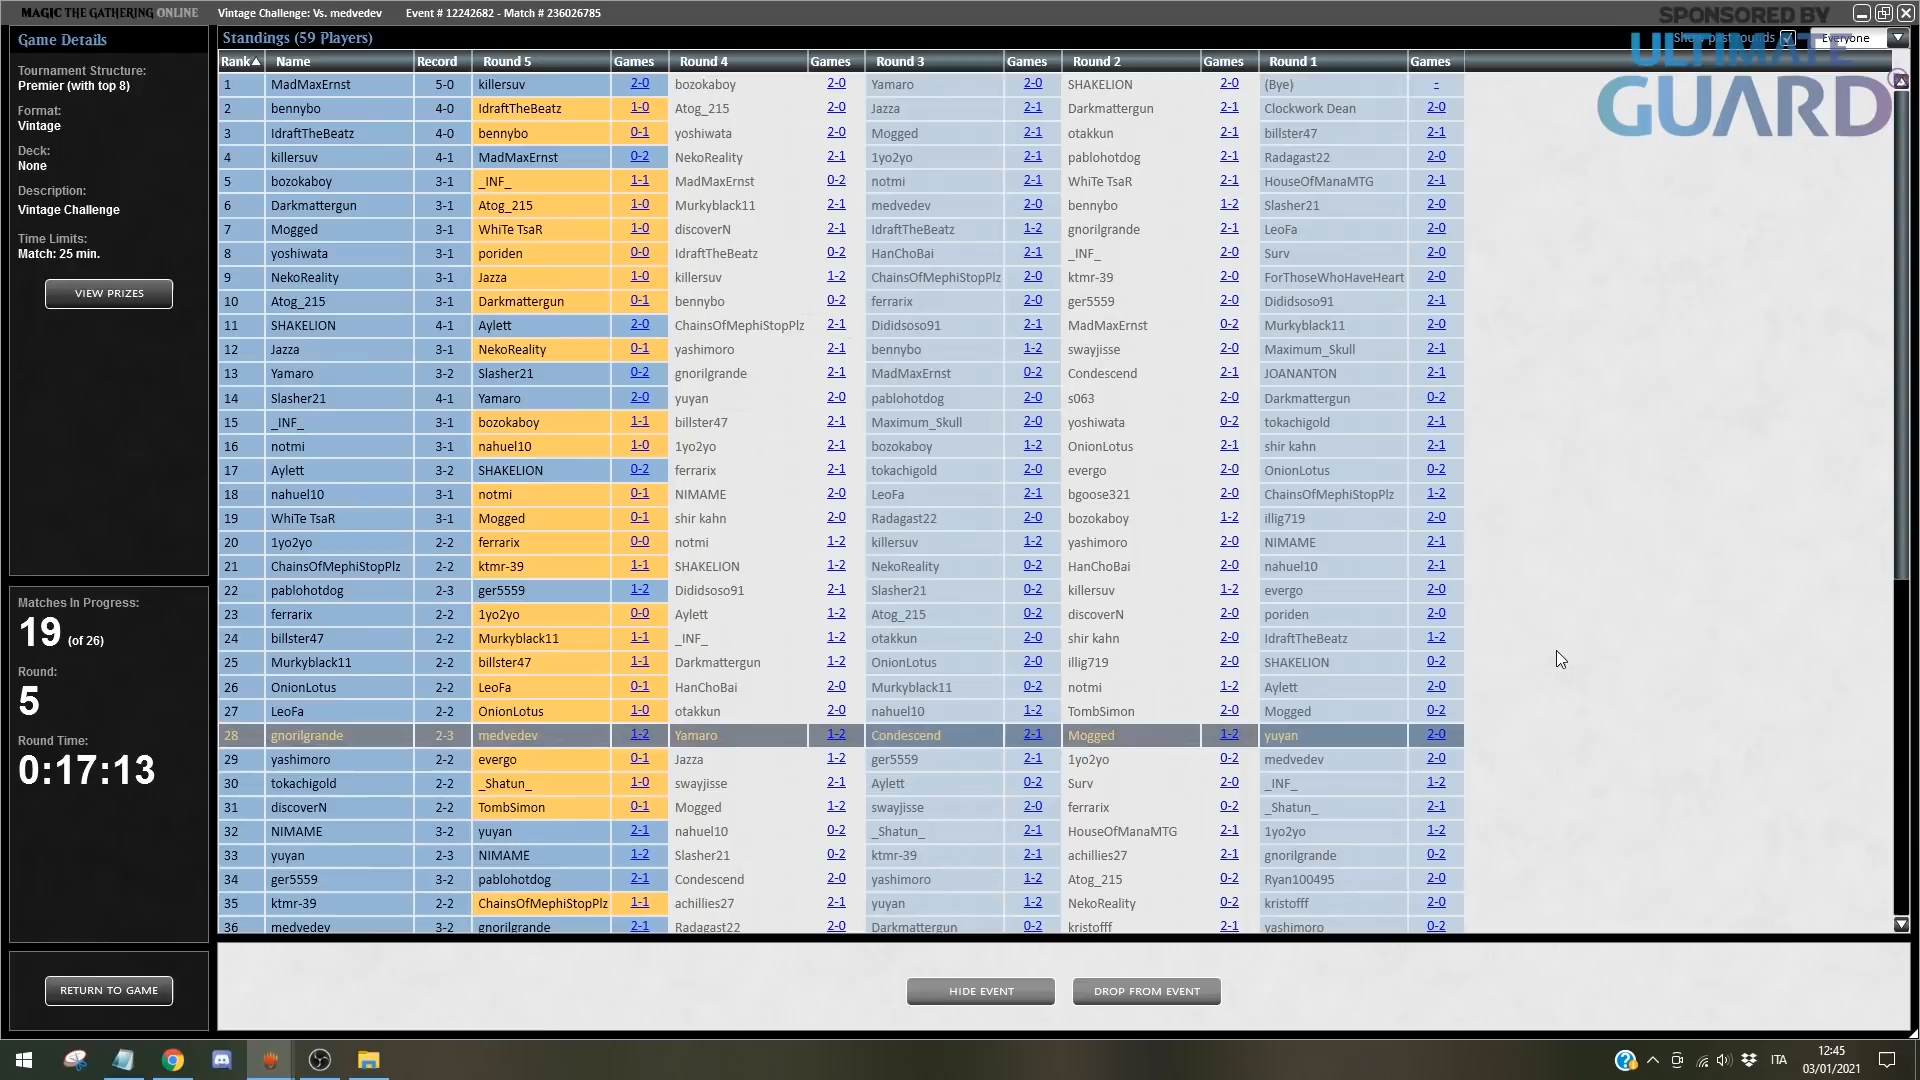 MAGIC THE GATHERING ONLINE Vintage Challenge: Vs. medvedev Event # 12242682 - Match # 236026785
SPONSORED BY
ULTIMATE
GUARD
Game Details
Tournament Structure:
Premier (with top 8)
Format:
Vintage
Deck:
None
Description:
Vintage Challenge
Time Limits:
Match: 25 min.
VIEW PRIZES
Matches In Progress:
19 (of 26)
Round:
5
Round Time:
0:17:13
RETURN TO GAME
Standings (59 Players) Everyone
Rank Name Record Round 5 Games Round 4 Games Round 3 Games Round 2 Games Round 1 Games
1 MadMaxErnst 5-0 killersuv 2-0 bozokaboy 2-0 Yamaro 2-0 SHAKELION 2-0 (Bye) -
2 bennybo 4-0 IdraftTheBeatz 1-0 Atog_215 2-0 Jazza 2-1 Darkmattergun 2-1 Clockwork Dean 2-0
3 IdraftTheBeatz 4-0 bennybo 0-1 yoshiwata 2-0 Mogged 2-1 otakkun 2-0 billster47 2-1
4 killersuv 4-1 MadMaxErnst 0-2 NekoReality 2-1 1yo2yo 2-1 pablohotdog 2-1 Radagast22 2-0
5 bozokaboy 3-1 _INF_ 1-1 MadMaxErnst 0-2 notmi 2-1 WhiTe TsaR 2-1 HouseOfManaMTG 2-1
6 Darkmattergun 3-1 Atog_215 1-0 Murkyblack11 2-1 medvedev 2-0 bennybo 1-2 Slasher21 2-0
7 Mogged 3-1 WhiTe TsaR 1-0 discoverN 2-1 IdraftTheBeatz 1-2 gnorilgrande 2-1 LeoFa 2-0
8 yoshiwata 3-1 poriden 0-0 IdraftTheBeatz 0-2 HanChoBai 2-1 _INF_ 2-0 Surv 2-0
9 NekoReality 3-1 Jazza 1-0 killersuv 1-2 ChainsOfMephiStopPlz 2-0 ktmr-39 2-0 ForThoseWhoHaveHeart 2-0
10 Atog_215 3-1 Darkmattergun 0-1 bennybo 0-2 ferrarix 2-0 ger5559 2-0 Dididsoso91 2-1
11 SHAKELION 4-1 Aylett 2-0 ChainsOfMephiStopPlz 2-1 Dididsoso91 2-1 MadMaxErnst 0-2 Murkyblack11 2-0
12 Jazza 3-1 NekoReality 0-1 yashimoro 2-1 bennybo 1-2 swayjisse 2-0 Maximum_Skull 2-1
13 Yamaro 3-2 Slasher21 0-2 gnorilgrande 2-1 MadMaxErnst 0-2 Condescend 2-1 JOANANTON 2-1
14 Slasher21 4-1 Yamaro 2-0 yuyan 2-0 pablohotdog 2-0 s063 2-0 Darkmattergun 0-2
15 _INF_ 3-1 bozokaboy 1-1 billster47 2-1 Maximum_Skull 2-0 yoshiwata 0-2 tokachigold 2-1
16 notmi 3-1 nahuel10 1-0 1yo2yo 2-1 bozokaboy 1-2 OnionLotus 2-1 shir kahn 2-1
17 Aylett 3-2 SHAKELION 0-2 ferrarix 2-1 tokachigold 2-0 evergo 2-0 OnionLotus 0-2
18 nahuel10 3-1 notmi 0-1 NIMAME 2-0 LeoFa 2-1 bgoose321 2-0 ChainsOfMephiStopPlz 1-2
19 WhiTe TsaR 3-1 Mogged 0-1 shir kahn 2-0 Radagast22 2-0 bozokaboy 1-2 illig719 2-0
20 1yo2yo 2-2 ferrarix 0-0 notmi 1-2 killersuv 1-2 yashimoro 2-0 NIMAME 2-1
21 ChainsOfMephiStopPlz 2-2 ktmr-39 1-1 SHAKELION 1-2 NekoReality 0-2 HanChoBai 2-0 nahuel10 2-1
22 pablohotdog 2-3 ger5559 1-2 Dididsoso91 2-1 Slasher21 0-2 killersuv 1-2 evergo 2-0
23 ferrarix 2-2 1yo2yo 0-0 Aylett 1-2 Atog_215 0-2 discoverN 2-0 poriden 2-0
24 billster47 2-2 Murkyblack11 1-1 _INF_ 1-2 otakkun 2-0 shir kahn 2-0 IdraftTheBeatz 1-2
25 Murkyblack11 2-2 billster47 1-1 Darkmattergun 1-2 OnionLotus 2-0 illig719 2-0 SHAKELION 0-2
26 OnionLotus 2-2 LeoFa 0-1 HanChoBai 2-0 Murkyblack11 0-2 notmi 1-2 Aylett 2-0
27 LeoFa 2-2 OnionLotus 1-0 otakkun 2-0 nahuel10 1-2 TombSimon 2-0 Mogged 0-2
28 gnorilgrande 2-3 medvedev 1-2 Yamaro 1-2 Condescend 2-1 Mogged 1-2 yuyan 2-0
29 yashimoro 2-2 evergo 0-1 Jazza 1-2 ger5559 2-1 1yo2yo 0-2 medvedev 2-0
30 tokachigold 2-2 _Shatun_ 1-0 swayjisse 2-1 Aylett 0-2 Surv 2-0 _INF_ 1-2
31 discoverN 2-2 TombSimon 0-1 Mogged 1-2 swayjisse 2-0 ferrarix 0-2 _Shatun_ 2-1
32 NIMAME 3-2 yuyan 2-1 nahuel10 0-2 _Shatun_ 2-1 HouseOfManaMTG 2-1 1yo2yo 1-2
33 yuyan 2-3 NIMAME 1-2 Slasher21 0-2 ktmr-39 2-1 achillies27 2-1 gnorilgrande 0-2
34 ger5559 3-2 pablohotdog 2-1 Condescend 2-0 yashimoro 1-2 Atog_215 0-2 Ryan100495 2-0
35 ktmr-39 2-2 ChainsOfMephiStopPlz 1-1 achillies27 2-1 yuyan 1-2 NekoReality 0-2 kristofff 2-0
36 medvedev 3-2 gnorilgrande 2-1 Radagast22 2-0 Darkmattergun 0-2 kristofff 2-1 yashimoro 0-2
HIDE EVENT DROP FROM EVENT
ITA 12:45
03/01/2021